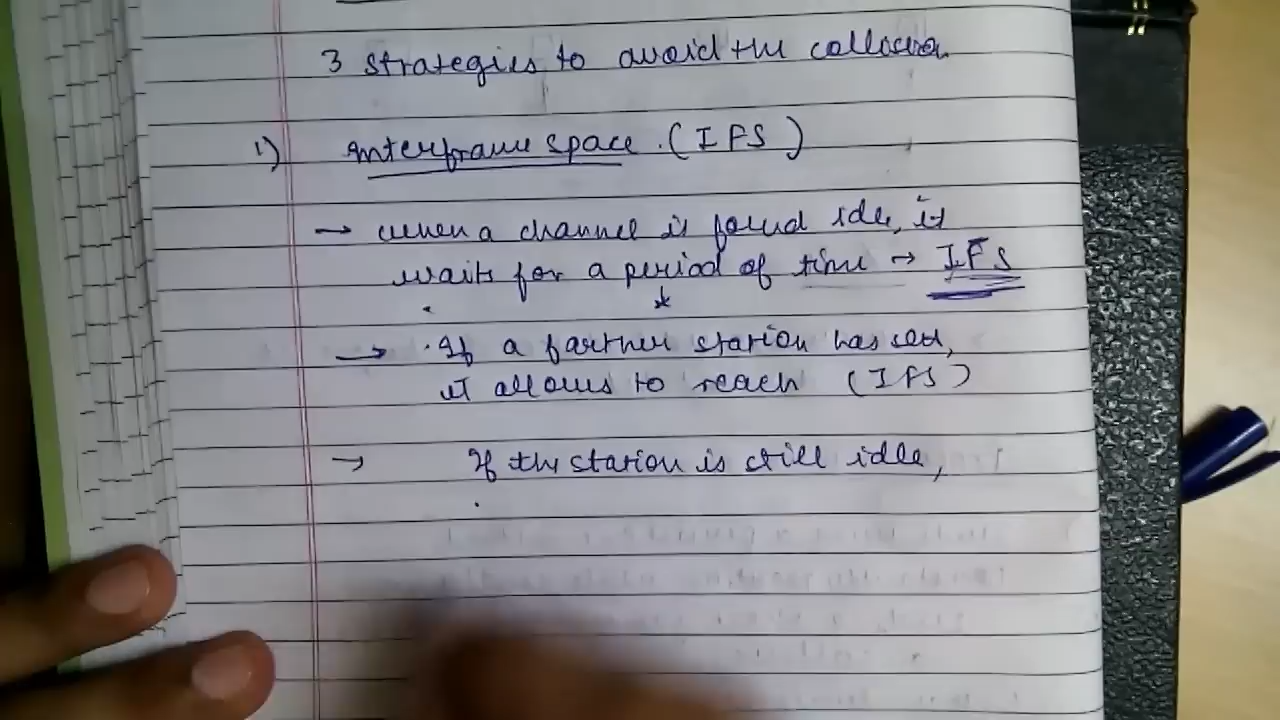 3 strategies to avoid the collision
1) Interframe space. (IFS)
→ when a channel is found idle, it
waits for a period of time → IFS
→ If a farther station has sent,
it allows to reach (IFS)
→ If the station is still idle,